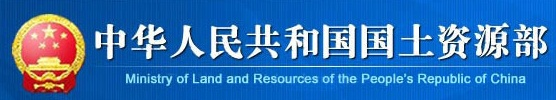 中华人民共和国国土资源部
Ministry of Land and Resources of the People's Republic of China